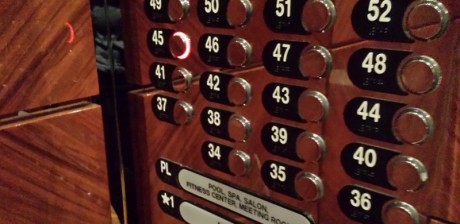 49 50 51 52
45 46 47 48
41 42 43 44
37 38 39 40
34 35 36
PL POOL, SPA, SALON,
FITNESS CENTER, MEETING ROOM
★1